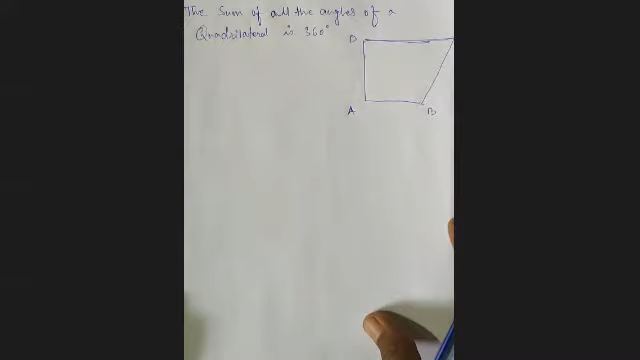 The Sum of all the angles of a
Quadrilateral is 360°
D
A B